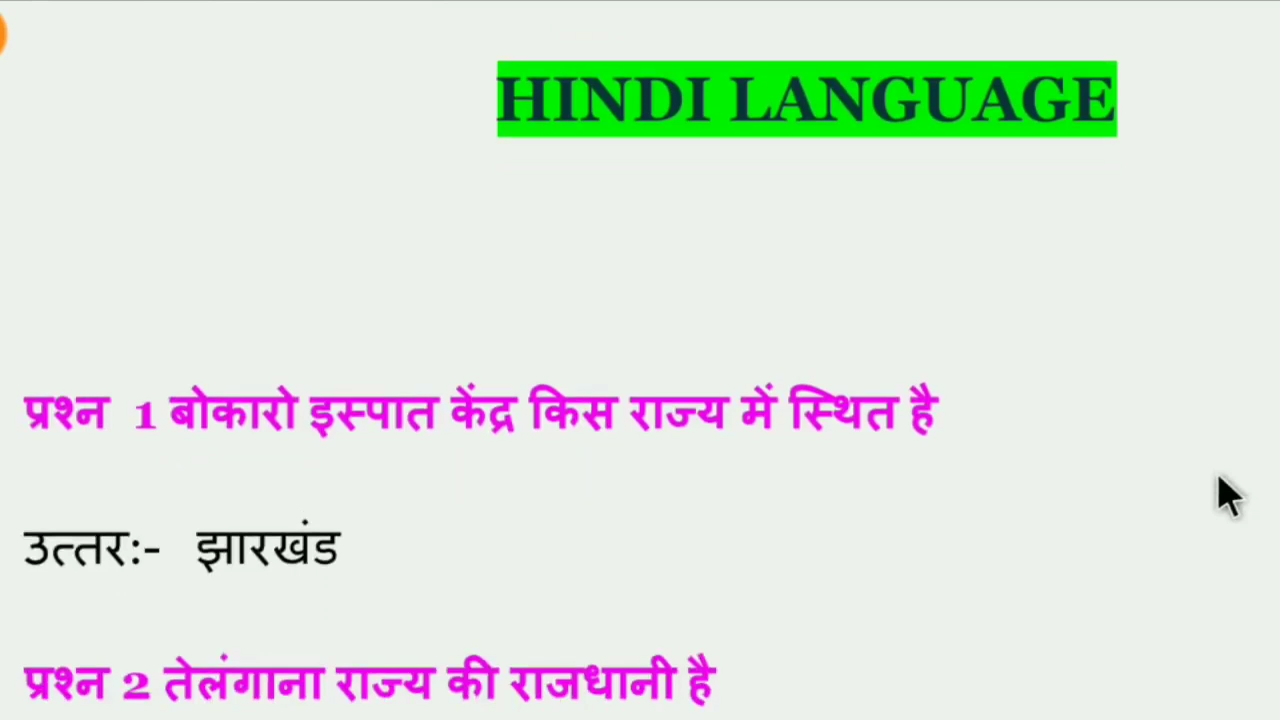 HINDI LANGUAGE
प्रश्न 1 बोकारो इस्पात केंद्र किस राज्य में स्थित है
उत्तर:- झारखंड
प्रश्न 2 तेलंगाना राज्य की राजधानी है